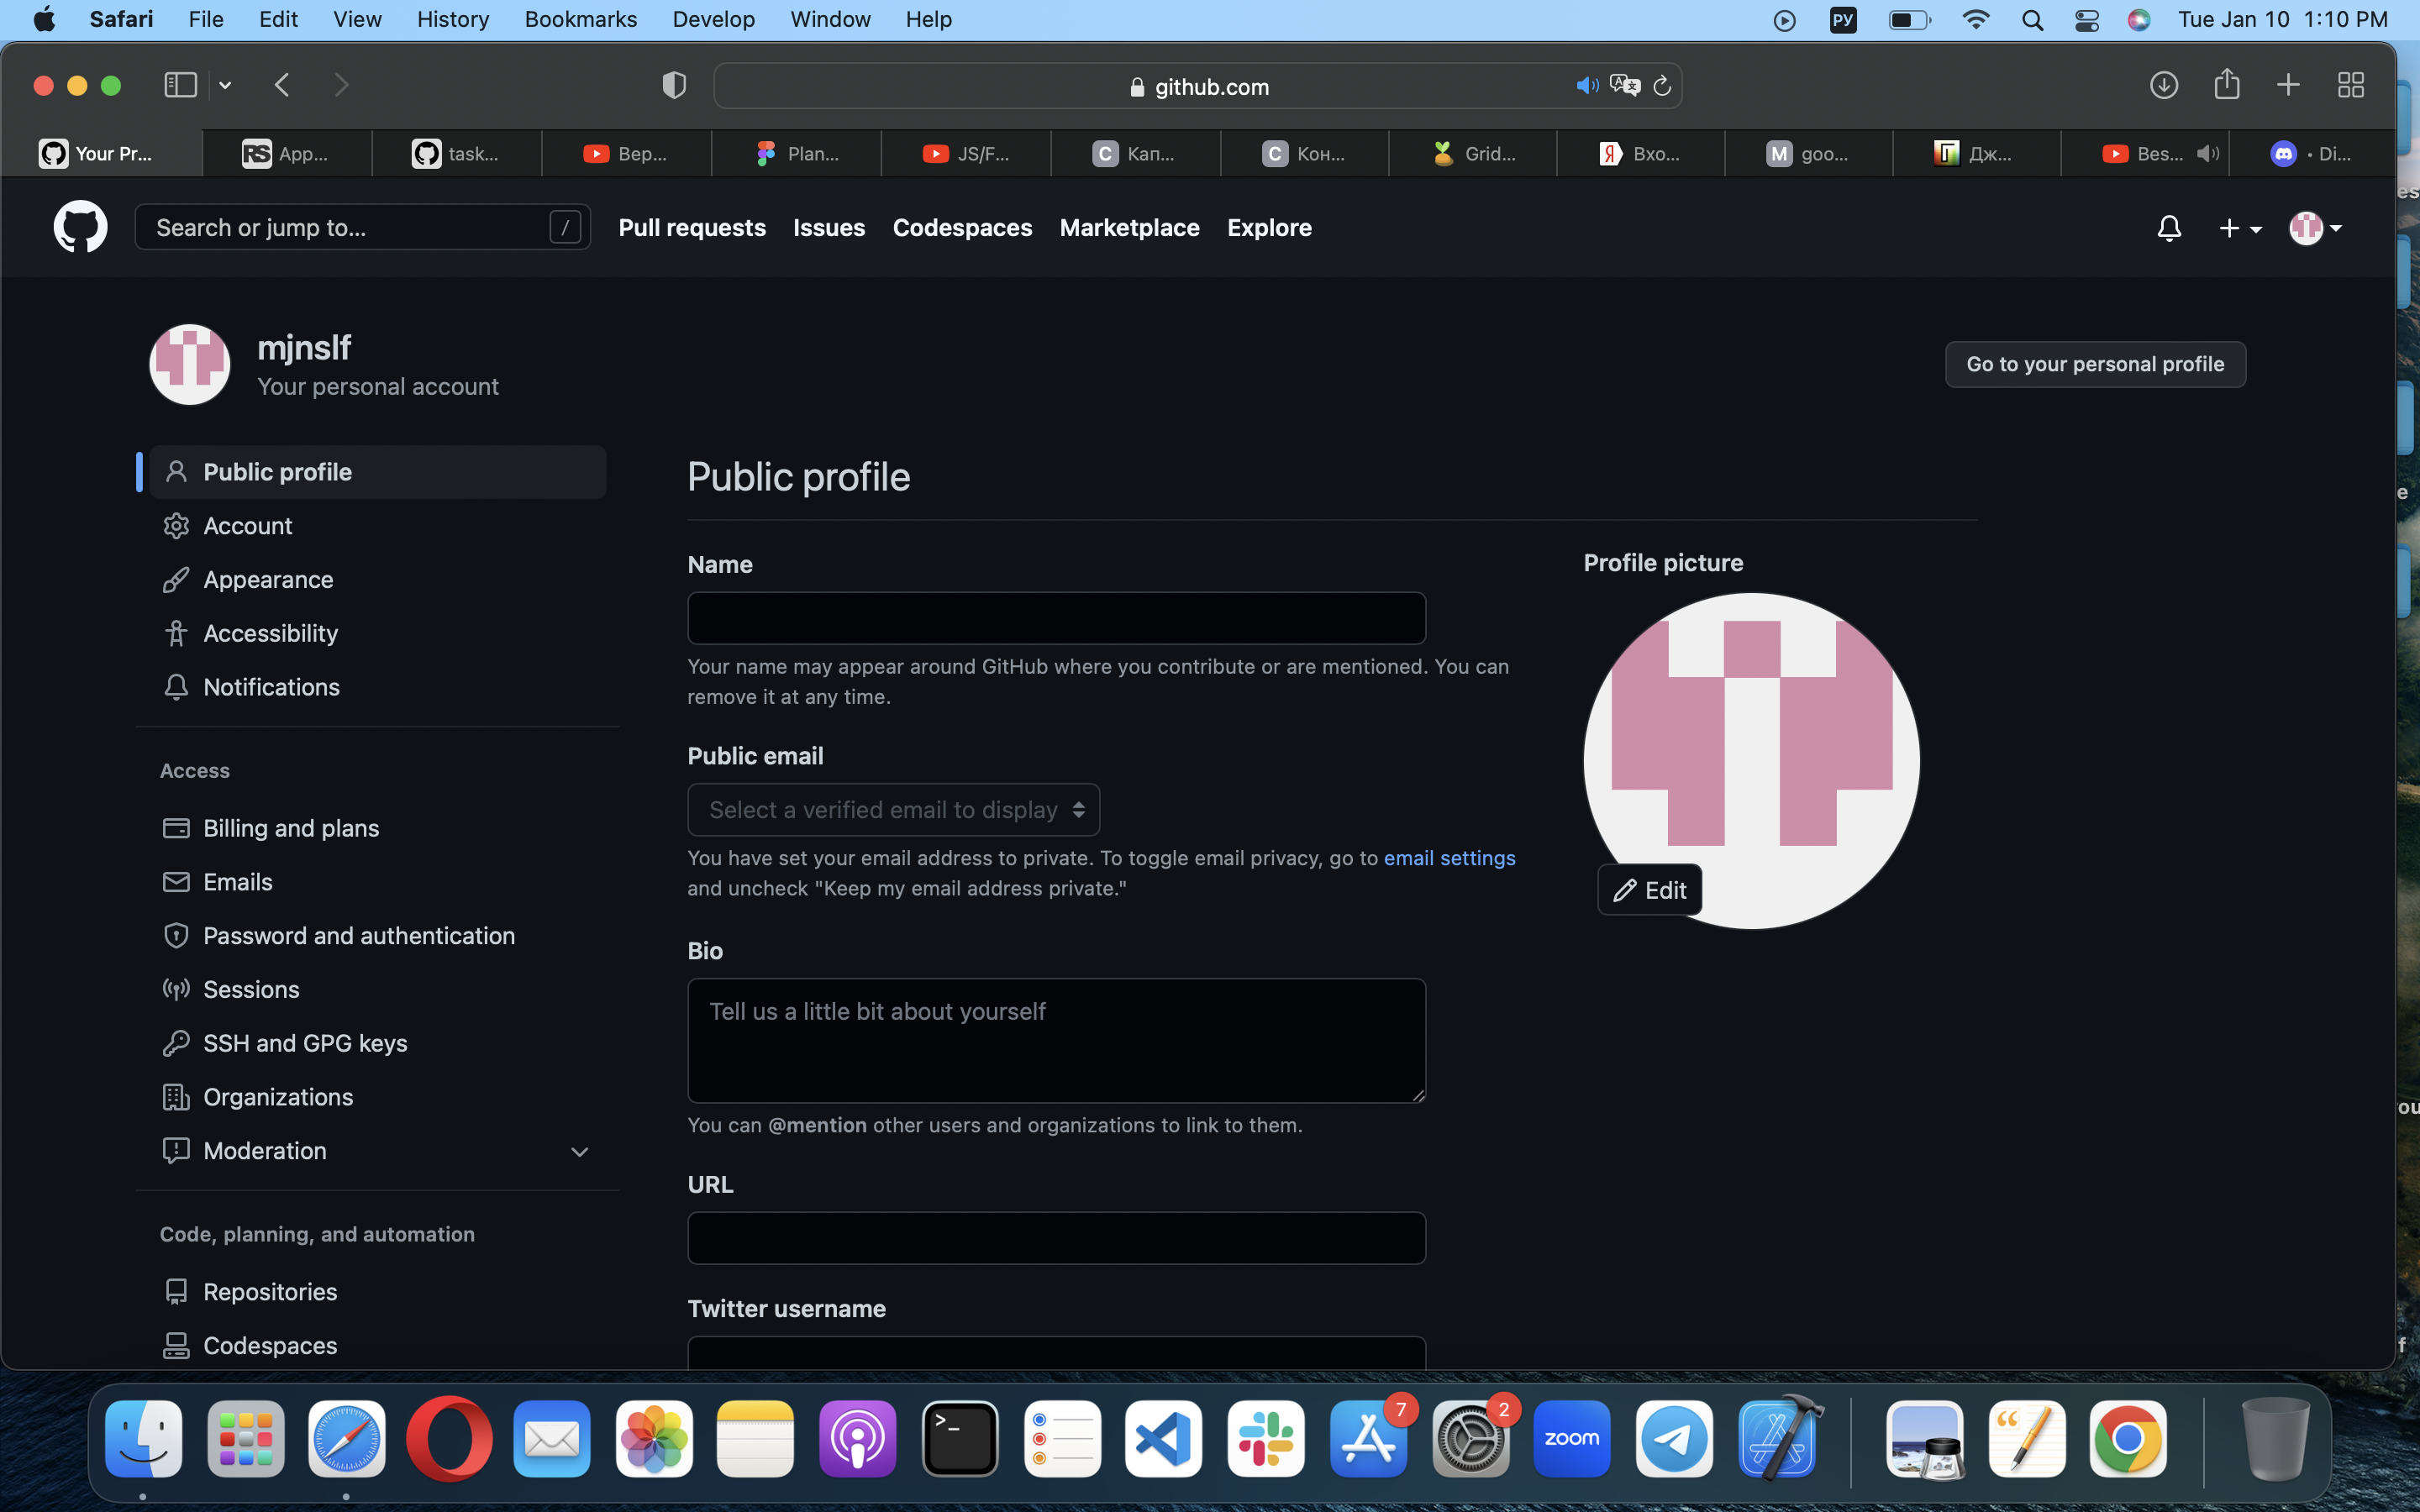 Safari File Edit View History Bookmarks Develop Window Help РУ Tue Jan 10 1:10 PM
github.com
Your Pr... RS App... task... Вер... Plan... JS/F... C Кап... C Кон... Grid... Я Вхо... M goo... Дж... Bes... • Di...
Search or jump to... / Pull requests Issues Codespaces Marketplace Explore
mjnslf
Your personal account
Go to your personal profile
Public profile
Account
Appearance
Accessibility
Notifications
Access
Billing and plans
Emails
Password and authentication
Sessions
SSH and GPG keys
Organizations
Moderation
Code, planning, and automation
Repositories
Codespaces
Public profile
Name
Your name may appear around GitHub where you contribute or are mentioned. You can
remove it at any time.
Public email
Select a verified email to display
You have set your email address to private. To toggle email privacy, go to email settings
and uncheck "Keep my email address private."
Bio
Tell us a little bit about yourself
You can @mention other users and organizations to link to them.
URL
Twitter username
Profile picture
Edit
7
2
zoom